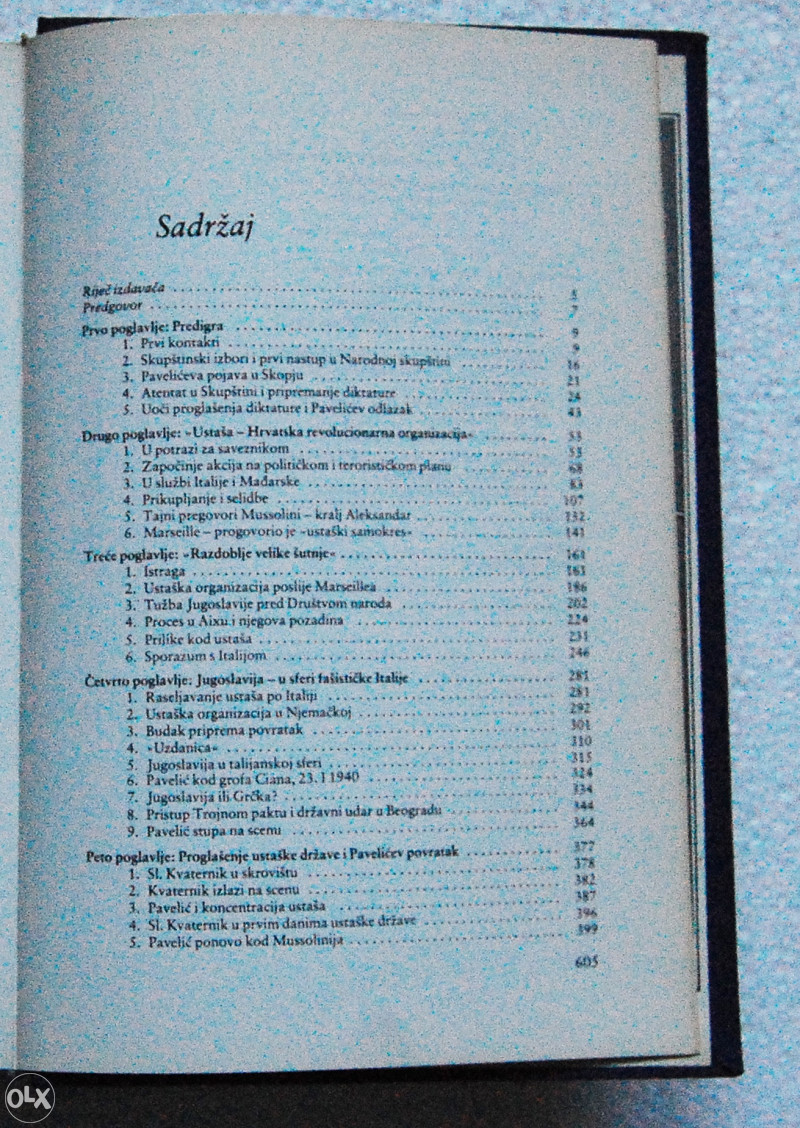 Sadržaj
Riječ izdavača . . . . . . . . . . 5
Predgovor . . . . . . . . . . 7
Prvo poglavlje: Predigra . . . . . . . . . . 9
1. Prvi kontakti . . . . . . . . . . 9
2. Skupštinski izbori i prvi nastup u Narodnoj skupštini . . . . . . . . . . 16
3. Pavelićeva pojava u Skopju . . . . . . . . . . 21
4. Atentat u Skupštini i pripremanje diktature . . . . . . . . . . 24
5. Uoči proglašenja diktature i Pavelićev odlazak . . . . . . . . . . 43
Drugo poglavlje: »Ustaša – Hrvatska revolucionarna organizacija« . . . . . . . . . . 53
1. U potrazi za saveznikom . . . . . . . . . . 53
2. Započinje akcija na političkom i terorističkom planu . . . . . . . . . . 68
3. U službi Italije i Mađarske . . . . . . . . . . 83
4. Prikupljanje i selidbe . . . . . . . . . . 107
5. Tajni pregovori Mussolini – kralj Aleksandar . . . . . . . . . . 132
6. Marseille – progovorio je »ustaški samokres« . . . . . . . . . . 141
Treće poglavlje: »Razdoblje velike šutnje« . . . . . . . . . . 161
1. Istraga . . . . . . . . . . 161
2. Ustaška organizacija poslije Marseillea . . . . . . . . . . 186
3. Tužba Jugoslavije pred Društvom naroda . . . . . . . . . . 202
4. Proces u Aixu i njegova pozadina . . . . . . . . . . 224
5. Prilike kod ustaša . . . . . . . . . . 231
6. Sporazum s Italijom . . . . . . . . . . 246
Četvrto poglavlje: Jugoslavija – u sferi fašističke Italije . . . . . . . . . . 281
1. Raseljavanje ustaša po Italiji . . . . . . . . . . 281
2. Ustaška organizacija u Njemačkoj . . . . . . . . . . 292
3. Budak priprema povratak . . . . . . . . . . 301
4. »Uzdanica« . . . . . . . . . . 310
5. Jugoslavija u talijanskoj sferi . . . . . . . . . . 315
6. Pavelić kod grofa Ciana, 23. I 1940 . . . . . . . . . . 324
7. Jugoslavija ili Grčka? . . . . . . . . . . 334
8. Pristup Trojnom paktu i državni udar u Beogradu . . . . . . . . . . 344
9. Pavelić stupa na scenu . . . . . . . . . . 364
Peto poglavlje: Proglašenje ustaške države i Pavelićev povratak . . . . . . . . . . 377
1. Sl. Kvaternik u skrovištu . . . . . . . . . . 378
2. Kvaternik izlazi na scenu . . . . . . . . . . 382
3. Pavelić i koncentracija ustaša . . . . . . . . . . 387
4. Sl. Kvaternik u prvim danima ustaške države . . . . . . . . . . 396
5. Pavelić ponovo kod Mussolinija . . . . . . . . . . 399
605
OLX